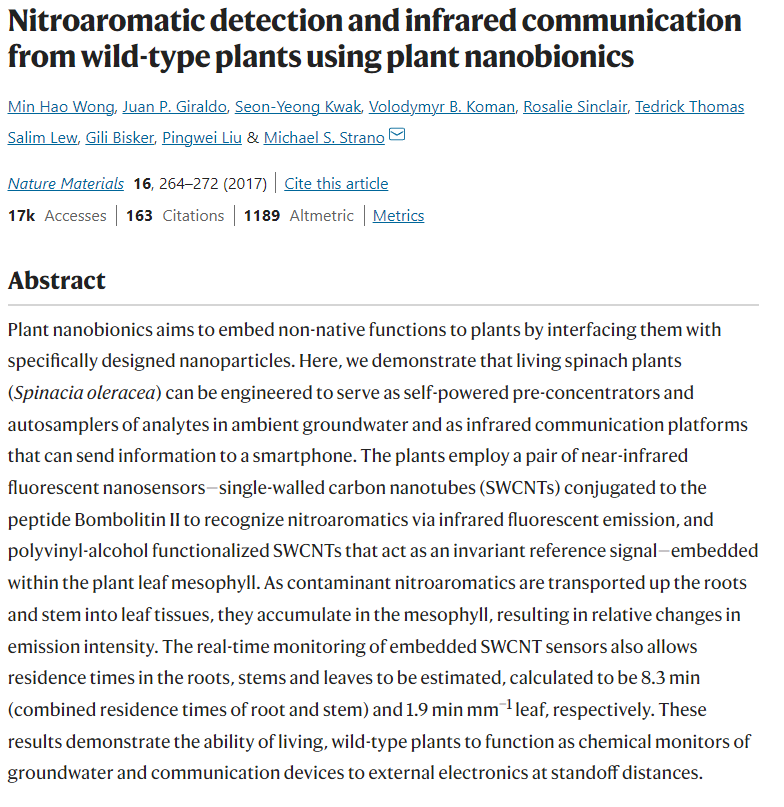 Nitroaromatic detection and infrared communication
from wild-type plants using plant nanobionics
Min Hao Wong, Juan P. Giraldo, Seon-Yeong Kwak, Volodymyr B. Koman, Rosalie Sinclair, Tedrick Thomas
Salim Lew, Gili Bisker, Pingwei Liu & Michael S. Strano
Nature Materials 16, 264–272 (2017) | Cite this article
17k Accesses | 163 Citations | 1189 Altmetric | Metrics
Abstract
Plant nanobionics aims to embed non-native functions to plants by interfacing them with
specifically designed nanoparticles. Here, we demonstrate that living spinach plants
(Spinacia oleracea) can be engineered to serve as self-powered pre-concentrators and
autosamplers of analytes in ambient groundwater and as infrared communication platforms
that can send information to a smartphone. The plants employ a pair of near-infrared
fluorescent nanosensors—single-walled carbon nanotubes (SWCNTs) conjugated to the
peptide Bombolitin II to recognize nitroaromatics via infrared fluorescent emission, and
polyvinyl-alcohol functionalized SWCNTs that act as an invariant reference signal—embedded
within the plant leaf mesophyll. As contaminant nitroaromatics are transported up the roots
and stem into leaf tissues, they accumulate in the mesophyll, resulting in relative changes in
emission intensity. The real-time monitoring of embedded SWCNT sensors also allows
residence times in the roots, stems and leaves to be estimated, calculated to be 8.3 min
(combined residence times of root and stem) and 1.9 min mm⁻¹ leaf, respectively. These
results demonstrate the ability of living, wild-type plants to function as chemical monitors of
groundwater and communication devices to external electronics at standoff distances.